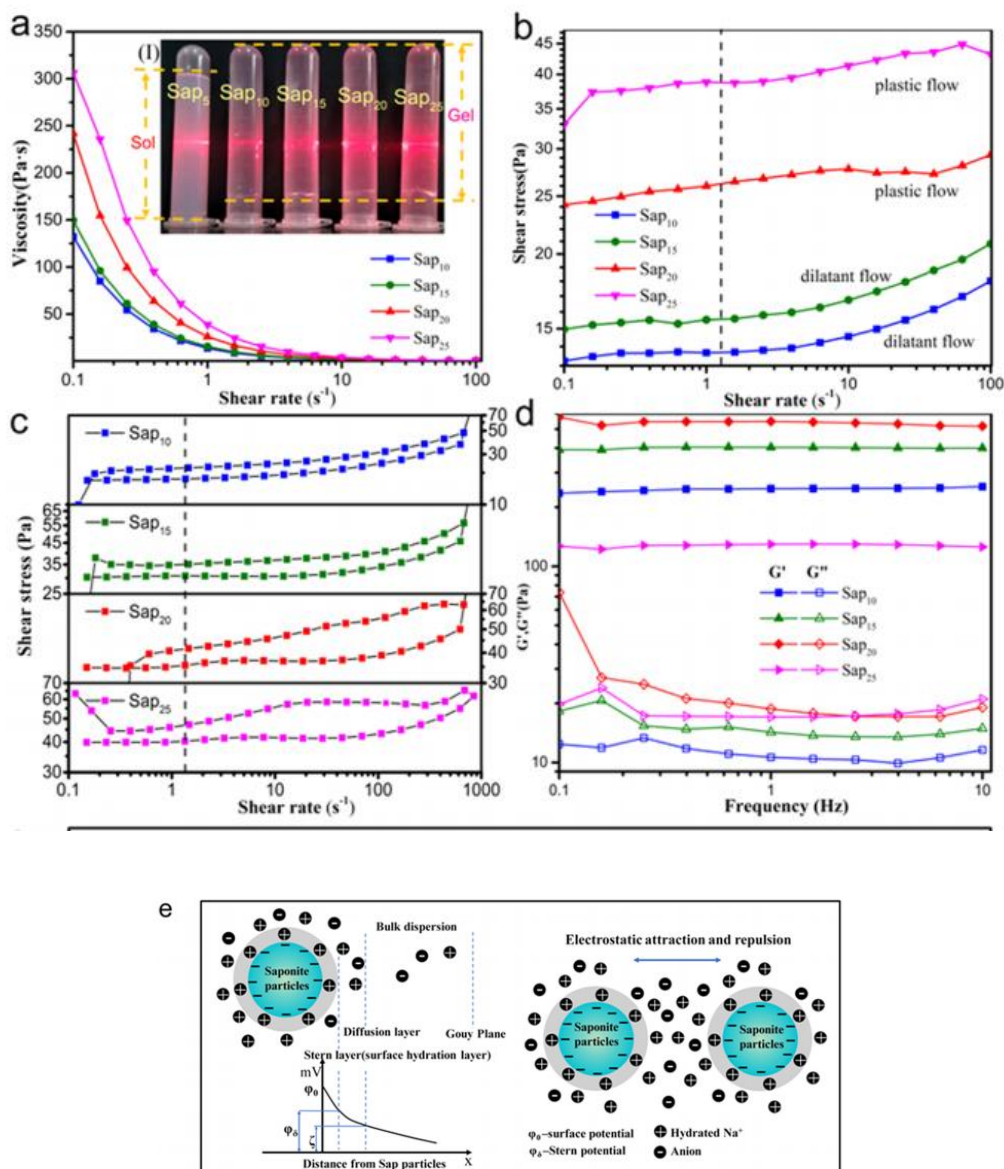 a
350
300
250
200
150
100
50
Viscosity(Pa·s)
(I)
Sap5
Sap10
Sap15
Sap20
Sap25
Sol
Gel
Sap10
Sap15
Sap20
Sap25
0.1
1
10
100
Shear rate (s-1)
b
45
40
35
30
25
20
15
Shear stress(Pa)
plastic flow
plastic flow
dilatant flow
dilatant flow
Sap10
Sap15
Sap20
Sap25
0.1
1
10
100
Shear rate (s-1)
c
Sap10
70
50
30
10
65
55
45
35
25
Sap15
Sap20
70
60
50
40
30
70
60
50
40
30
Sap25
Shear stress (Pa)
0.1
1
10
100
1000
Shear rate (s-1)
d
100
10
G',G"(Pa)
G' G"
Sap10
Sap15
Sap20
Sap25
0.1
1
10
Frequency (Hz)
e
Bulk dispersion
Saponite
particles
Diffusion layer
Gouy Plane
Stern layer(surface hydration layer)
mV
φ0
φδ
ζ
Distance from Sap particles
X
Electrostatic attraction and repulsion
Saponite
particles
Saponite
particles
φ0-surface potential
Hydrated Na+
φδ-Stern potential
Anion